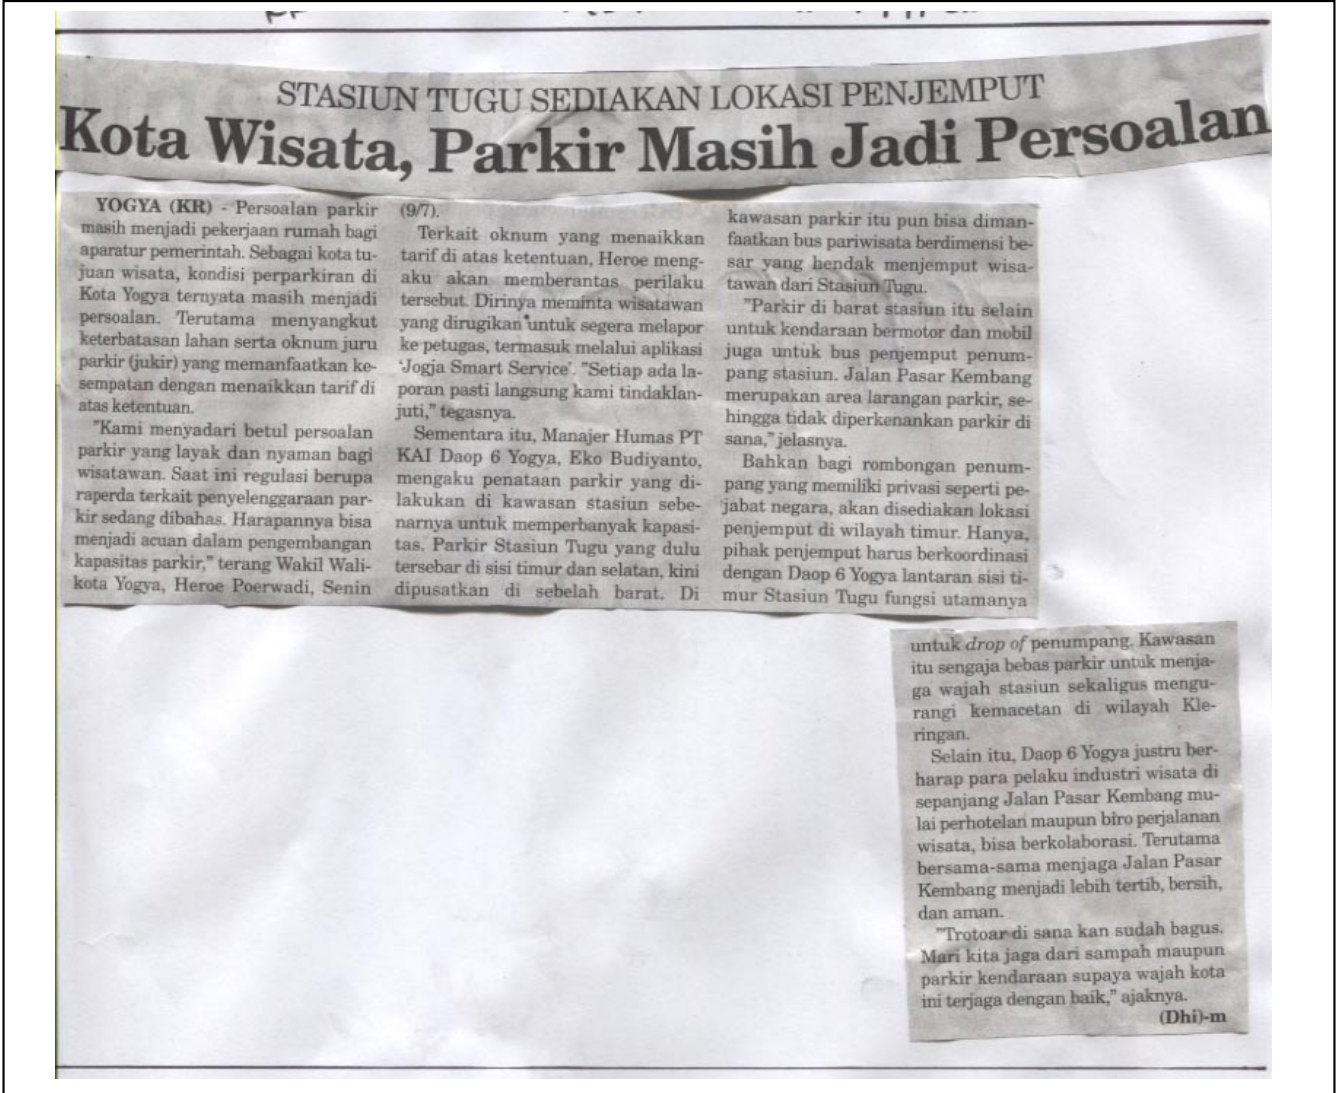 STASIUN TUGU SEDIAKAN LOKASI PENJEMPUT
Kota Wisata, Parkir Masih Jadi Persoalan
YOGYA (KR) - Persoalan parkir
masih menjadi pekerjaan rumah bagi
aparatur pemerintah. Sebagai kota tu-
juan wisata, kondisi perparkiran di
Kota Yogya ternyata masih menjadi
persoalan. Terutama menyangkut
keterbatasan lahan serta oknum juru
parkir (jukir) yang memanfaatkan ke-
sempatan dengan menaikkan tarif di
atas ketentuan.
"Kami menyadari betul persoalan
parkir yang layak dan nyaman bagi
wisatawan. Saat ini regulasi berupa
raperda terkait penyelenggaraan par-
kir sedang dibahas. Harapannya bisa
menjadi acuan dalam pengembangan
kapasitas parkir," terang Wakil Wali-
kota Yogya, Heroe Poerwadi, Senin
(9/7).
Terkait oknum yang menaikkan
tarif di atas ketentuan, Heroe meng-
aku akan memberantas perilaku
tersebut. Dirinya meminta wisatawan
yang dirugikan untuk segera melapor
ke petugas, termasuk melalui aplikasi
'Jogja Smart Service'. "Setiap ada la-
poran pasti langsung kami tindaklan-
juti," tegasnya.
Sementara itu, Manajer Humas PT
KAI Daop 6 Yogya, Eko Budiyanto,
mengaku penataan parkir yang di-
lakukan di kawasan stasiun sebe-
narnya untuk memperbanyak kapasi-
tas. Parkir Stasiun Tugu yang dulu
tersebar di sisi timur dan selatan, kini
dipusatkan di sebelah barat. Di
kawasan parkir itu pun bisa diman-
faatkan bus pariwisata berdimensi be-
sar yang hendak menjemput wisa-
tawan dari Stasiun Tugu.
"Parkir di barat stasiun itu selain
untuk kendaraan bermotor dan mobil
juga untuk bus penjemput penum-
pang stasiun. Jalan Pasar Kembang
merupakan area larangan parkir, se-
hingga tidak diperkenankan parkir di
sana," jelasnya.
Bahkan bagi rombongan penum-
pang yang memiliki privasi seperti pe-
jabat negara, akan disediakan lokasi
penjemput di wilayah timur. Hanya,
pihak penjemput harus berkoordinasi
dengan Daop 6 Yogya lantaran sisi ti-
mur Stasiun Tugu fungsi utamanya
untuk drop of penumpang. Kawasan
itu sengaja bebas parkir untuk menja-
ga wajah stasiun sekaligus mengu-
rangi kemacetan di wilayah Kle-
ringan.
Selain itu, Daop 6 Yogya justru ber-
harap para pelaku industri wisata di
sepanjang Jalan Pasar Kembang mu-
lai perhotelan maupun biro perjalanan
wisata, bisa berkolaborasi. Terutama
bersama-sama menjaga Jalan Pasar
Kembang menjadi lebih tertib, bersih,
dan aman.
"Trotoar di sana kan sudah bagus.
Mari kita jaga dari sampah maupun
parkir kendaraan supaya wajah kota
ini terjaga dengan baik," ajaknya.
(Dhi)-m